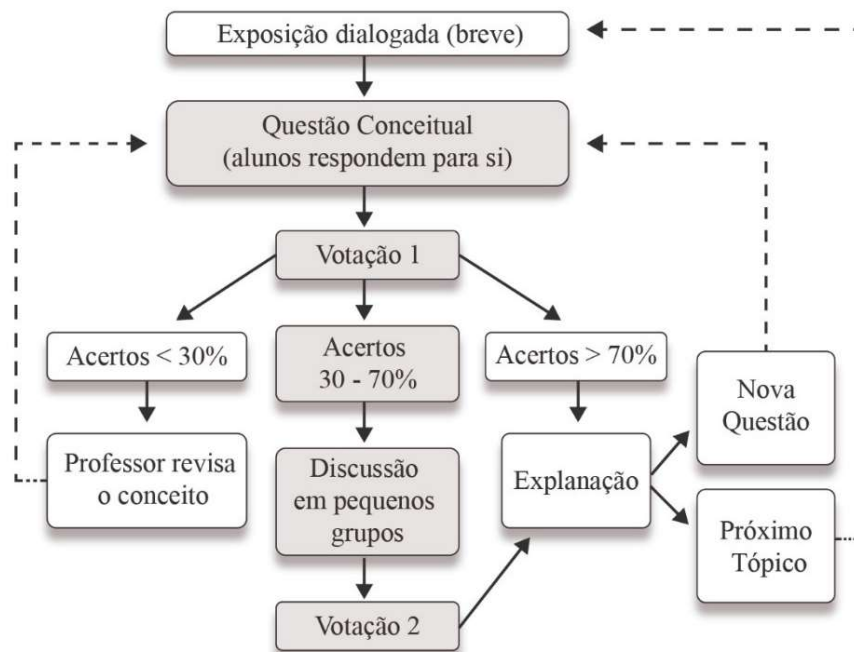 Exposição dialogada (breve)
Questão Conceitual
(alunos respondem para si)
Votação 1
Acertos < 30%
Acertos
30 - 70%
Acertos > 70%
Professor revisa
o conceito
Discussão
em pequenos
grupos
Explanação
Nova
Questão
Próximo
Tópico
Votação 2